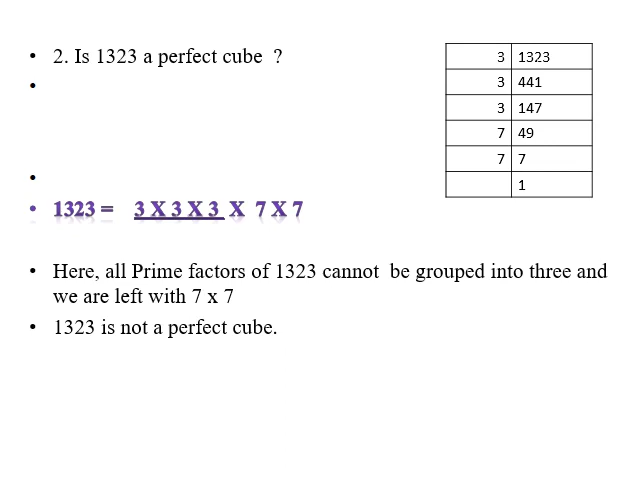 • 2. Is 1323 a perfect cube ?
•
•
• 1323 = 3 X 3 X 3 X 7 X 7
• Here, all Prime factors of 1323 cannot be grouped into three and
we are left with 7 x 7
• 1323 is not a perfect cube.
3 1323
3 441
3 147
7 49
7 7
1